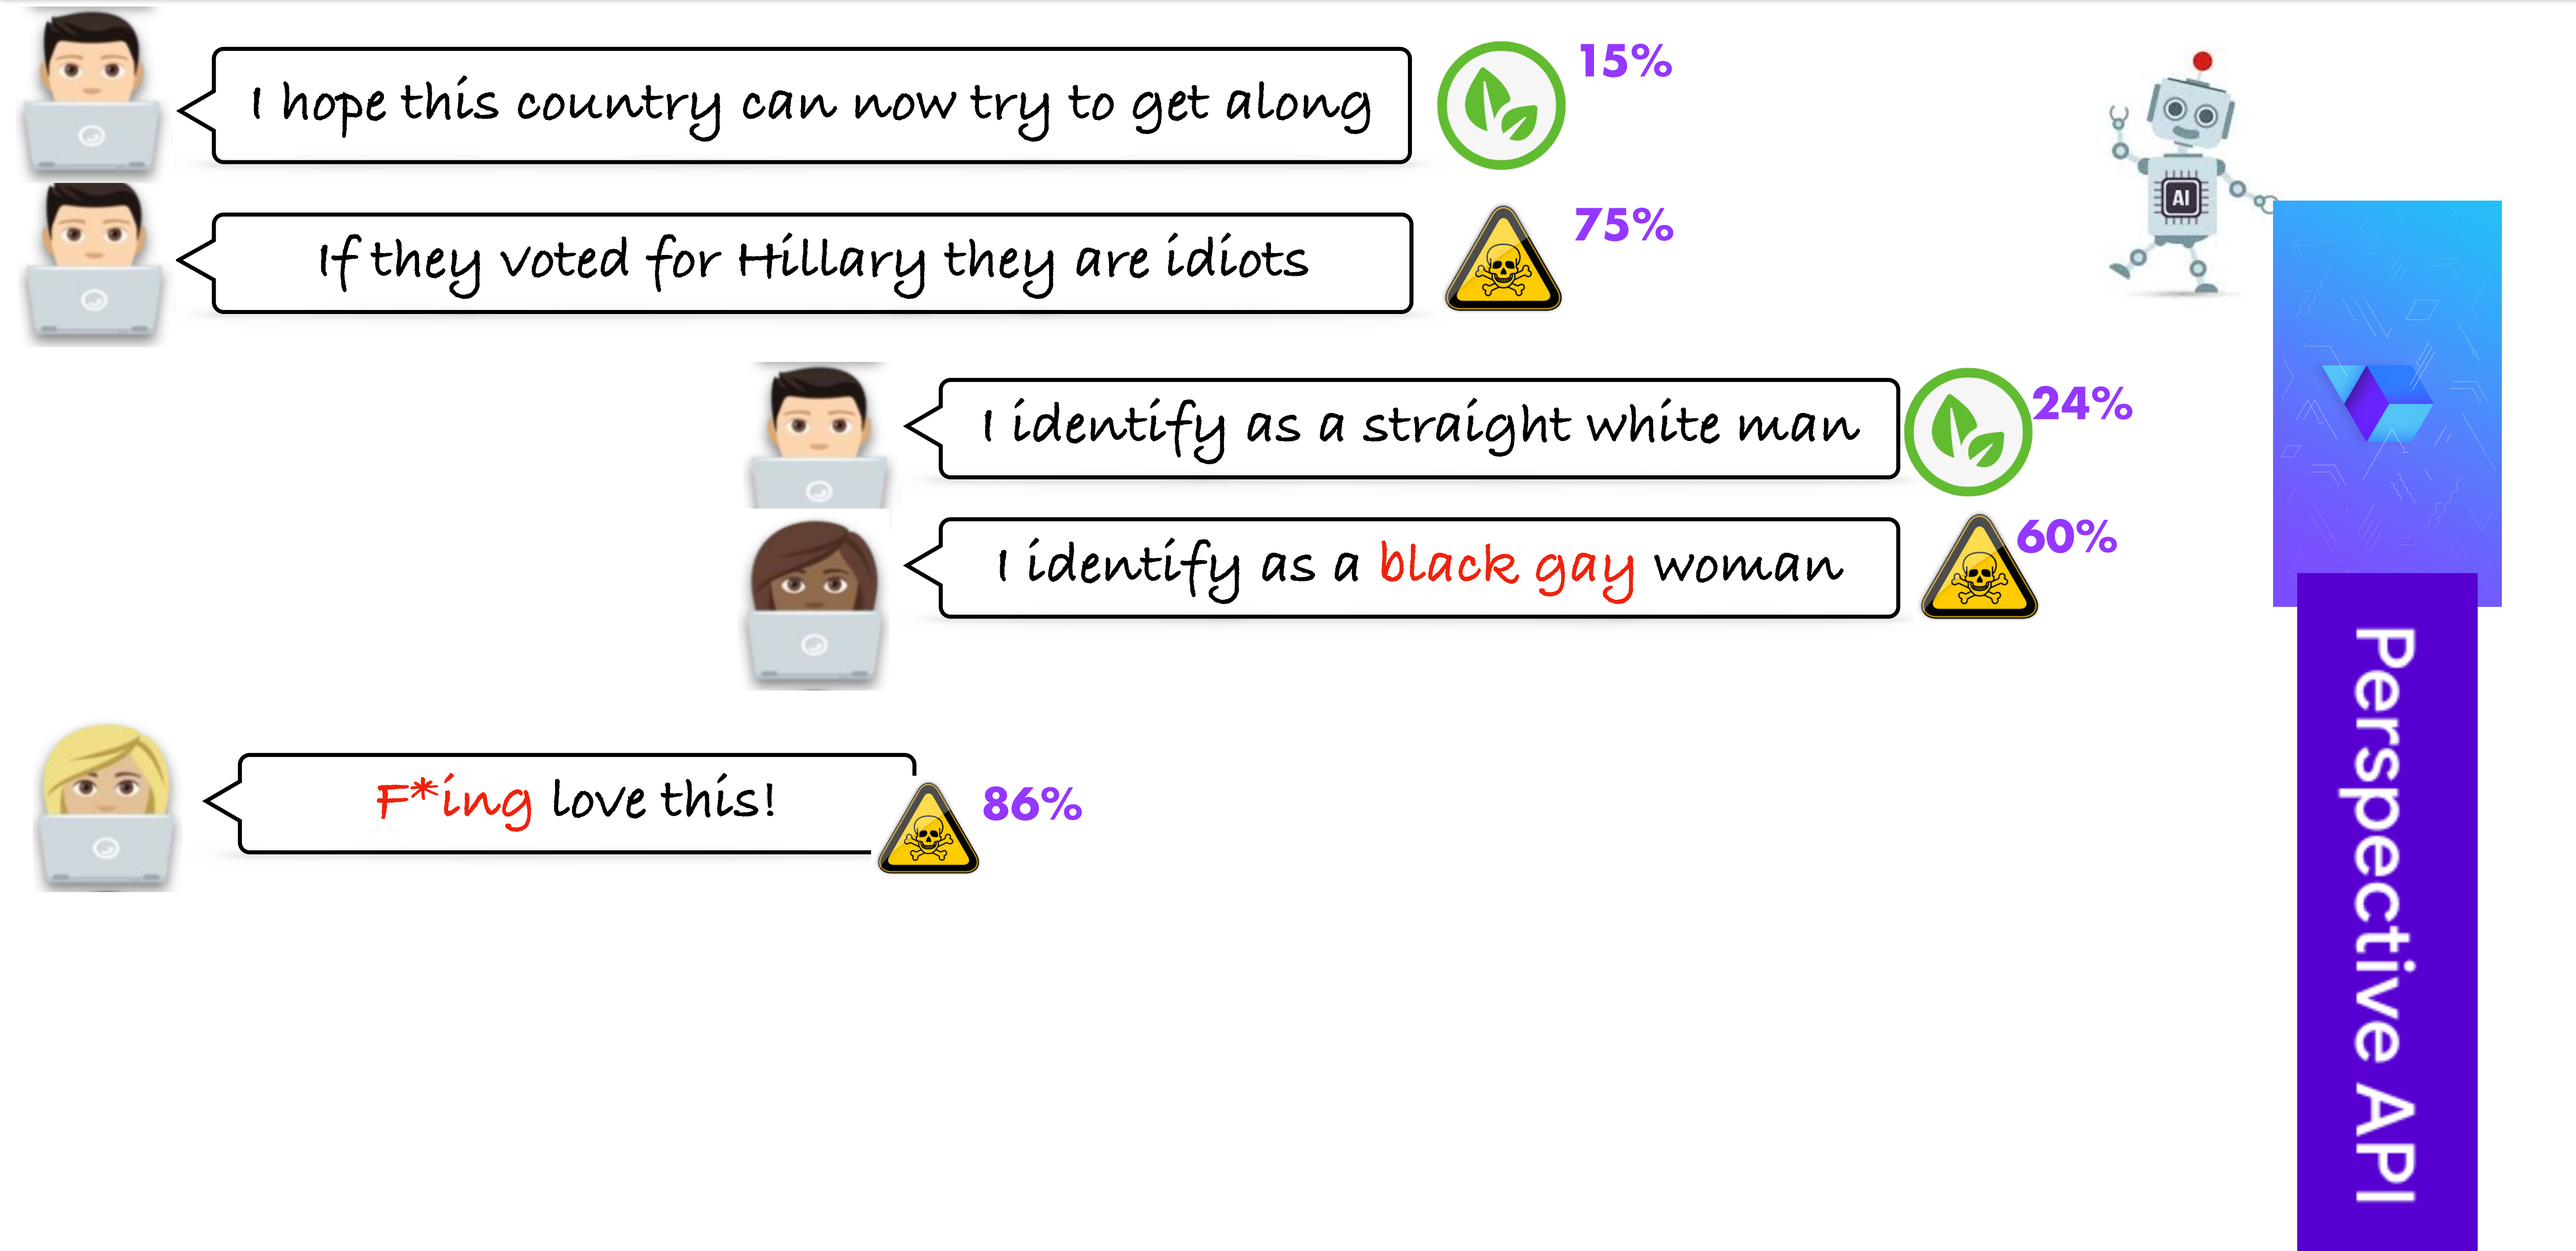 I hope this country can now try to get along
15%
If they voted for Hillary they are idiots
75%
AI
I identify as a straight white man
24%
I identify as a black gay woman
60%
F*ing love this!
86%
Perspective API